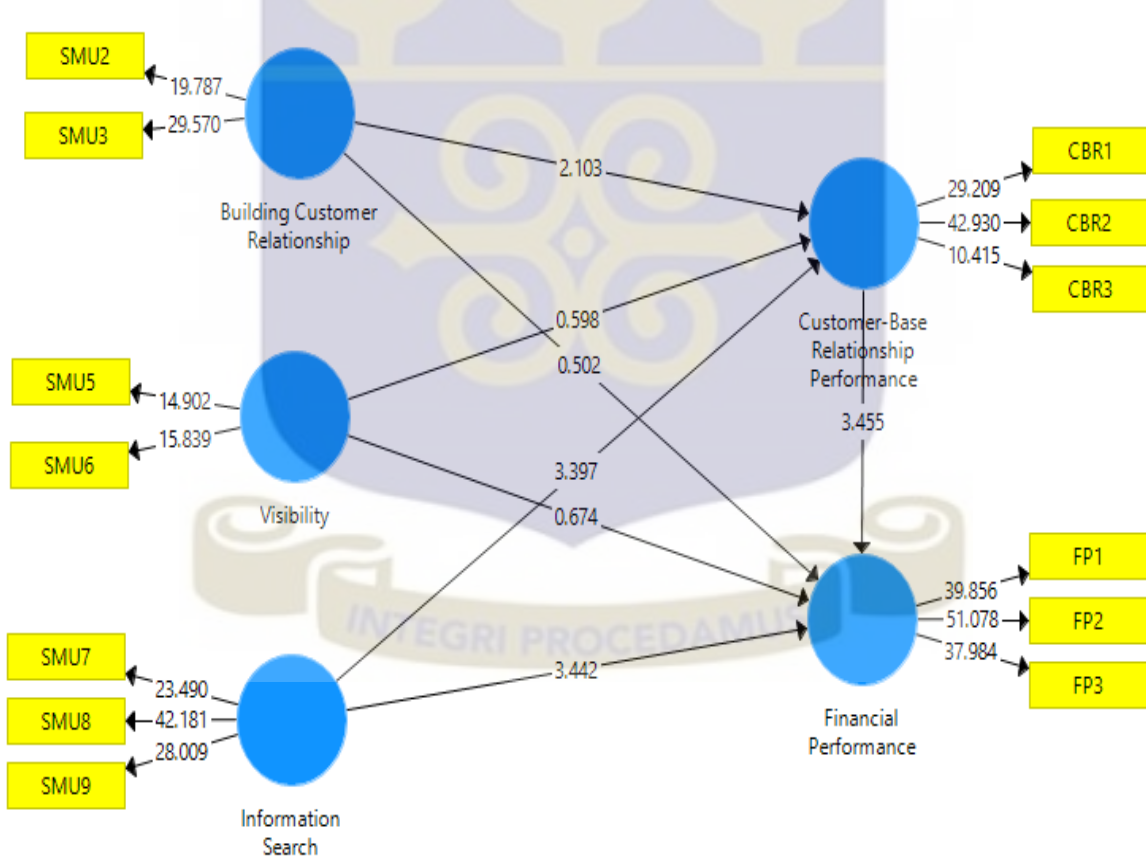 SMU2
19.787
SMU3
29.570
Building Customer
Relationship
2.103
0.502
CBR1
29.209
CBR2
42.930
CBR3
10.415
Customer-Base
Relationship
Performance
3.455
SMU5
14.902
SMU6
15.839
Visibility
0.598
0.674
SMU7
23.490
SMU8
42.181
SMU9
28.009
Information
Search
3.397
3.442
FP1
39.856
FP2
51.078
FP3
37.984
Financial
Performance
INTEGRI PROCEDAMUS